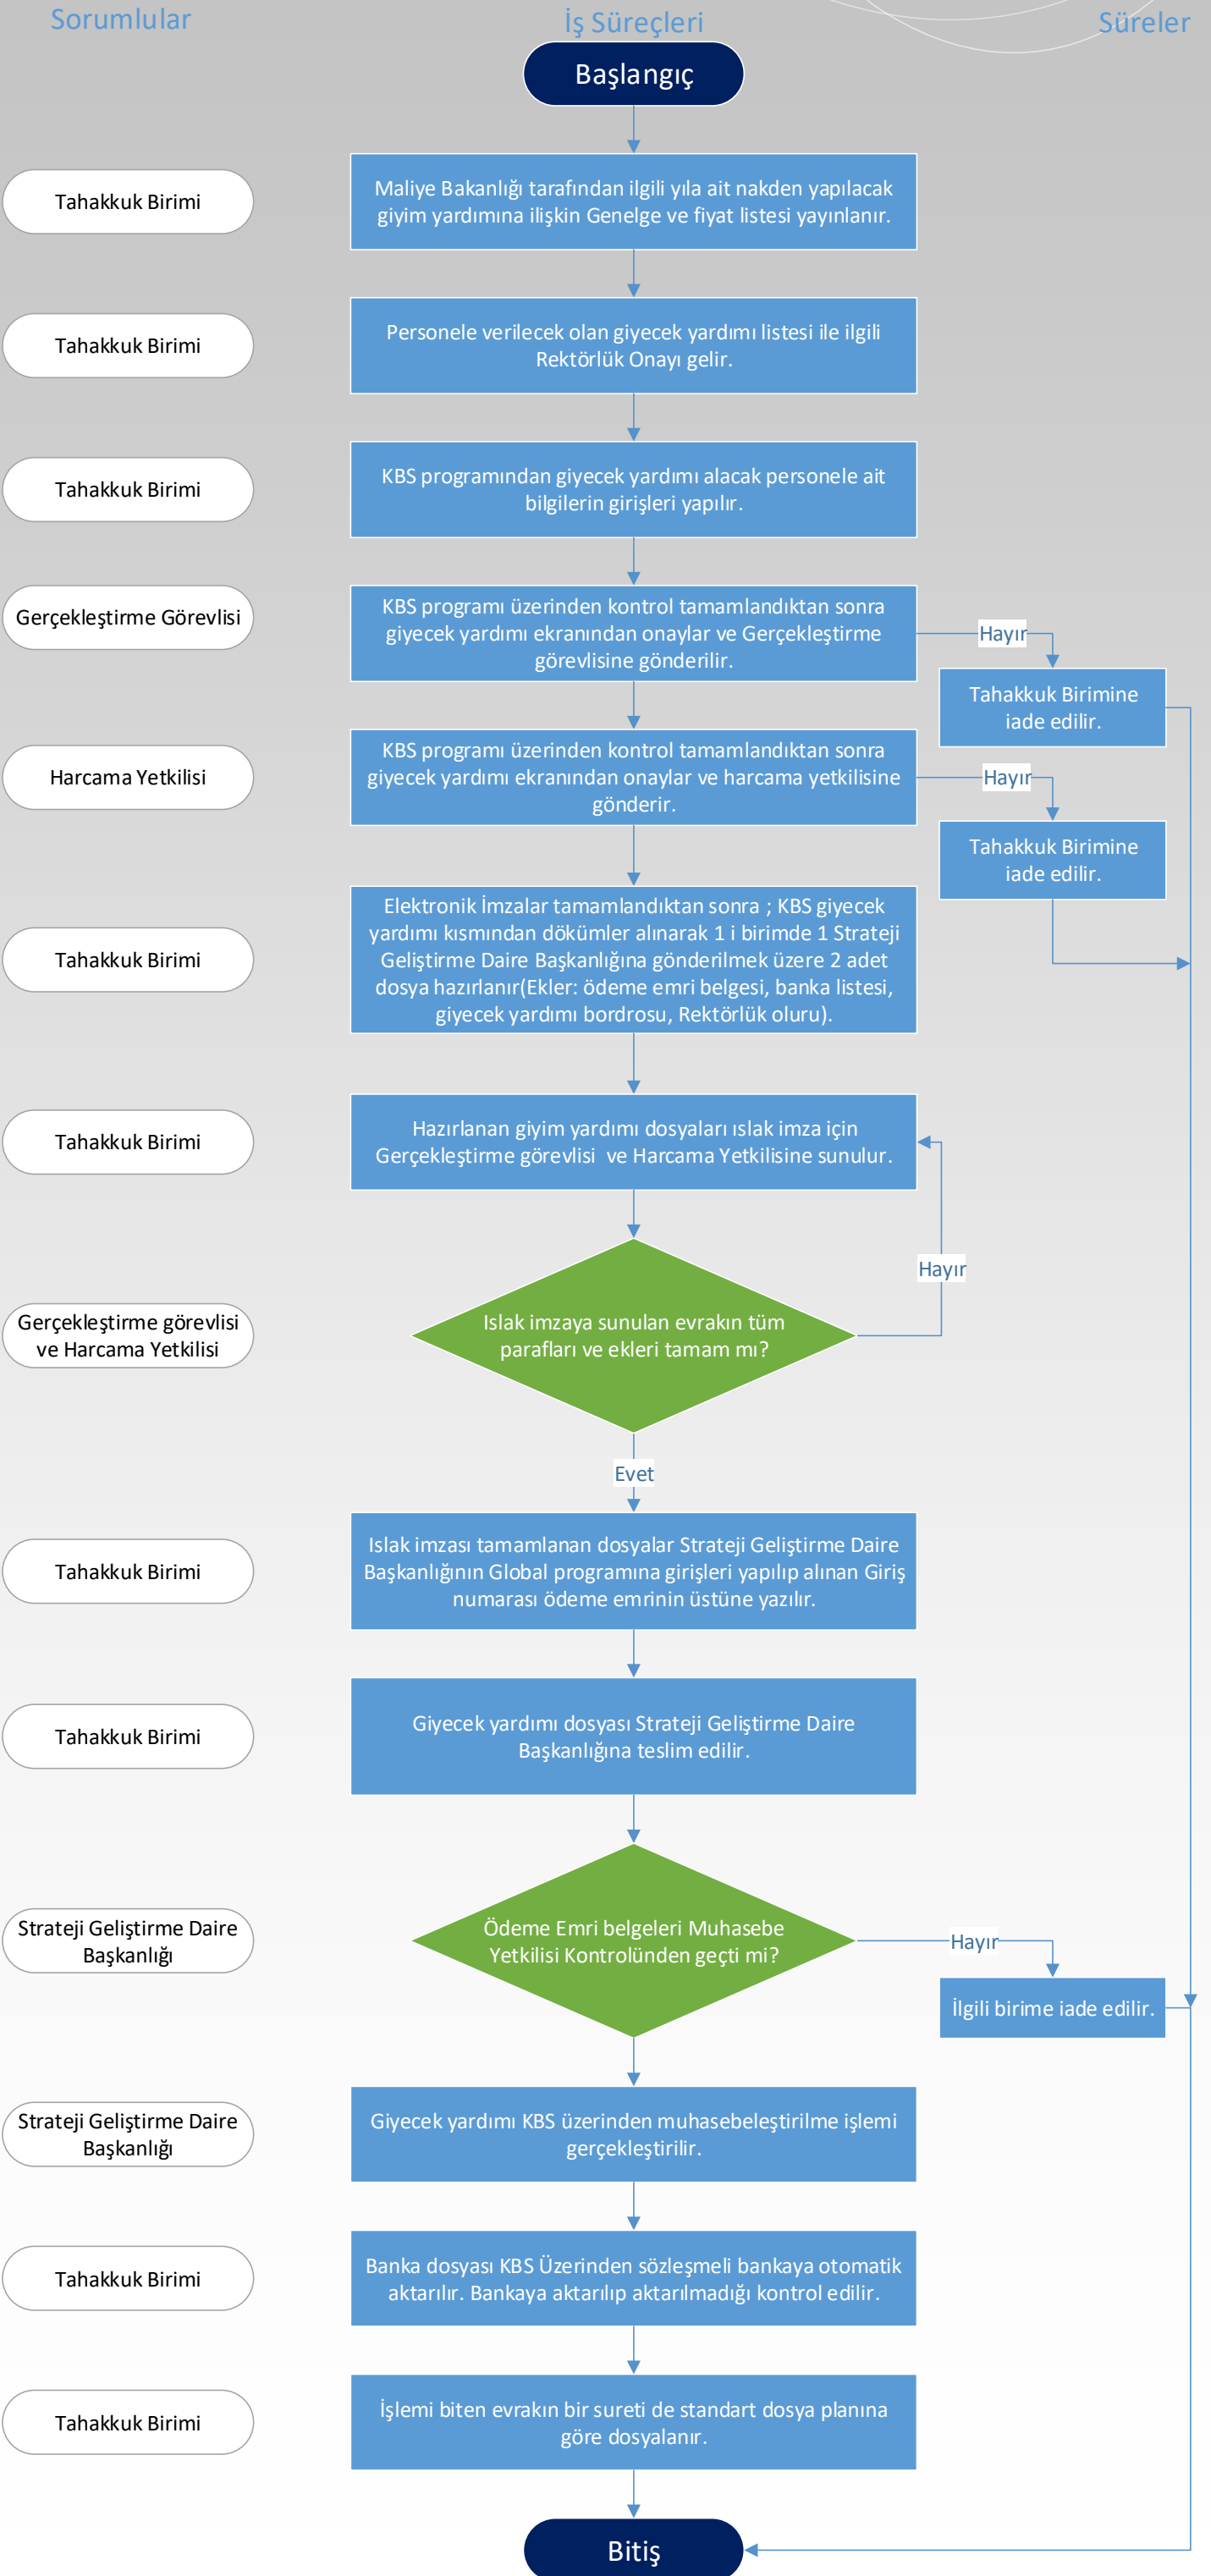 Sorumlular
İş Süreçleri
Süreler
Başlangıç
Tahakkuk Birimi
Maliye Bakanlığı tarafından ilgili yıla ait nakden yapılacak
giyim yardımına ilişkin Genelge ve fiyat listesi yayınlanır.
Tahakkuk Birimi
Personele verilecek olan giyecek yardımı listesi ile ilgili
Rektörlük Onayı gelir.
Tahakkuk Birimi
KBS programından giyecek yardımı alacak personele ait
bilgilerin girişleri yapılır.
Gerçekleştirme Görevlisi
KBS programı üzerinden kontrol tamamlandıktan sonra
giyecek yardımı ekranından onaylar ve Gerçekleştirme
görevlisine gönderilir.
Hayır
Tahakkuk Birimine
iade edilir.
Harcama Yetkilisi
KBS programı üzerinden kontrol tamamlandıktan sonra
giyecek yardımı ekranından onaylar ve harcama yetkilisine
gönderir.
Hayır
Tahakkuk Birimine
iade edilir.
Tahakkuk Birimi
Elektronik İmzalar tamamlandıktan sonra ; KBS giyecek
yardımı kısmından dökümler alınarak 1 i birimde 1 Strateji
Geliştirme Daire Başkanlığına gönderilmek üzere 2 adet
dosya hazırlanır(Ekler: ödeme emri belgesi, banka listesi,
giyecek yardımı bordrosu, Rektörlük oluru).
Tahakkuk Birimi
Hazırlanan giyim yardımı dosyaları ıslak imza için
Gerçekleştirme görevlisi ve Harcama Yetkilisine sunulur.
Hayır
Gerçekleştirme görevlisi
ve Harcama Yetkilisi
Islak imzaya sunulan evrakın tüm
parafları ve ekleri tamam mı?
Evet
Tahakkuk Birimi
Islak imzası tamamlanan dosyalar Strateji Geliştirme Daire
Başkanlığının Global programına girişleri yapılıp alınan Giriş
numarası ödeme emrinin üstüne yazılır.
Tahakkuk Birimi
Giyecek yardımı dosyası Strateji Geliştirme Daire
Başkanlığına teslim edilir.
Strateji Geliştirme Daire
Başkanlığı
Ödeme Emri belgeleri Muhasebe
Yetkilisi Kontrolünden geçti mi?
Hayır
İlgili birime iade edilir.
Strateji Geliştirme Daire
Başkanlığı
Giyecek yardımı KBS üzerinden muhasebeleştirilme işlemi
gerçekleştirilir.
Tahakkuk Birimi
Banka dosyası KBS Üzerinden sözleşmeli bankaya otomatik
aktarılır. Bankaya aktarılıp aktarılmadığı kontrol edilir.
Tahakkuk Birimi
İşlemi biten evrakın bir sureti de standart dosya planına
göre dosyalanır.
Bitiş